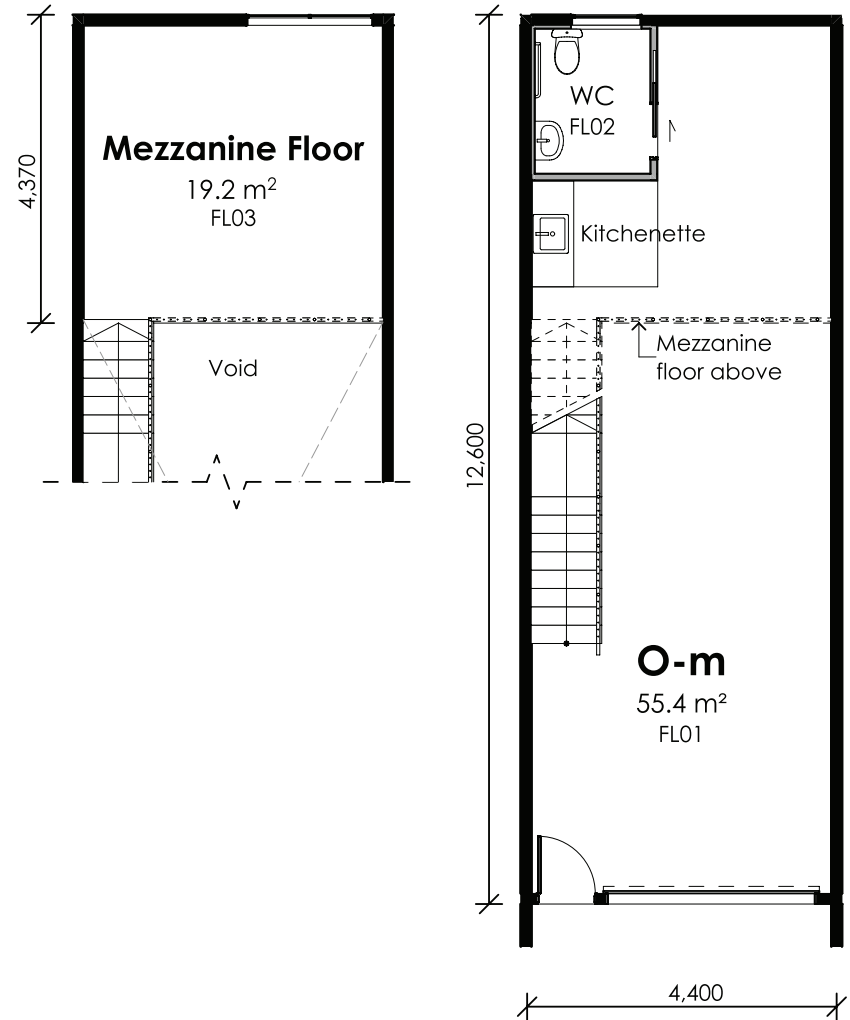 Mezzanine Floor
19.2 m²
FL03
4,370
Void
WC
FL02
Kitchenette
Mezzanine
floor above
12,600
O-m
55.4 m²
FL01
4,400